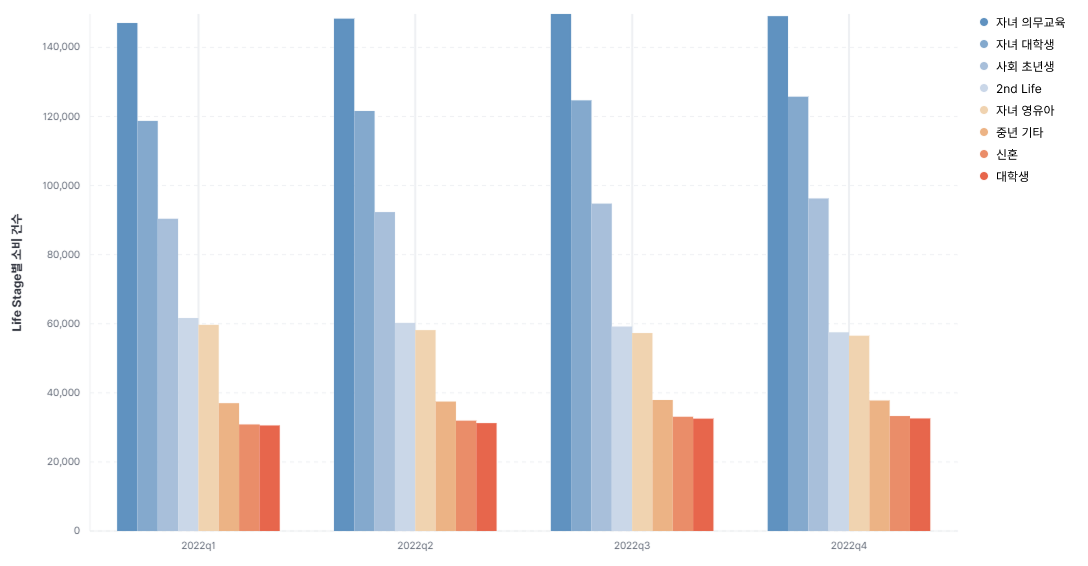 Life Stage별 소비 건수
140,000
120,000
100,000
80,000
60,000
40,000
20,000
0
2022q1
2022q2
2022q3
2022q4
자녀 의무교육
자녀 대학생
사회 초년생
2nd Life
자녀 영유아
중년 기타
신혼
대학생